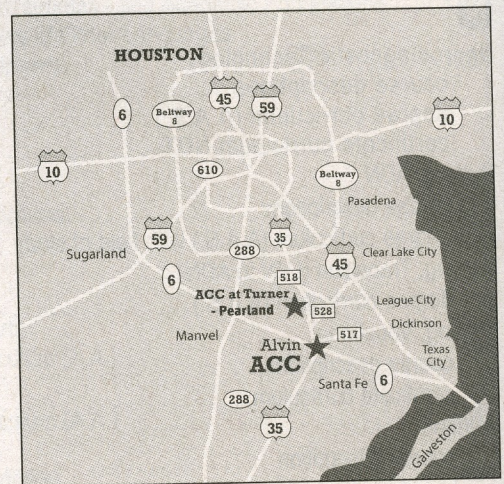 HOUSTON
45
59
6
Beltway
8
10
10
610
Beltway
8
Pasadena
59
35
Sugarland
288
45
Clear Lake City
6
518
ACC at Turner
- Pearland
528
League City
Dickinson
517
Manvel
Alvin
ACC
Texas
City
Santa Fe
6
288
35
Galveston